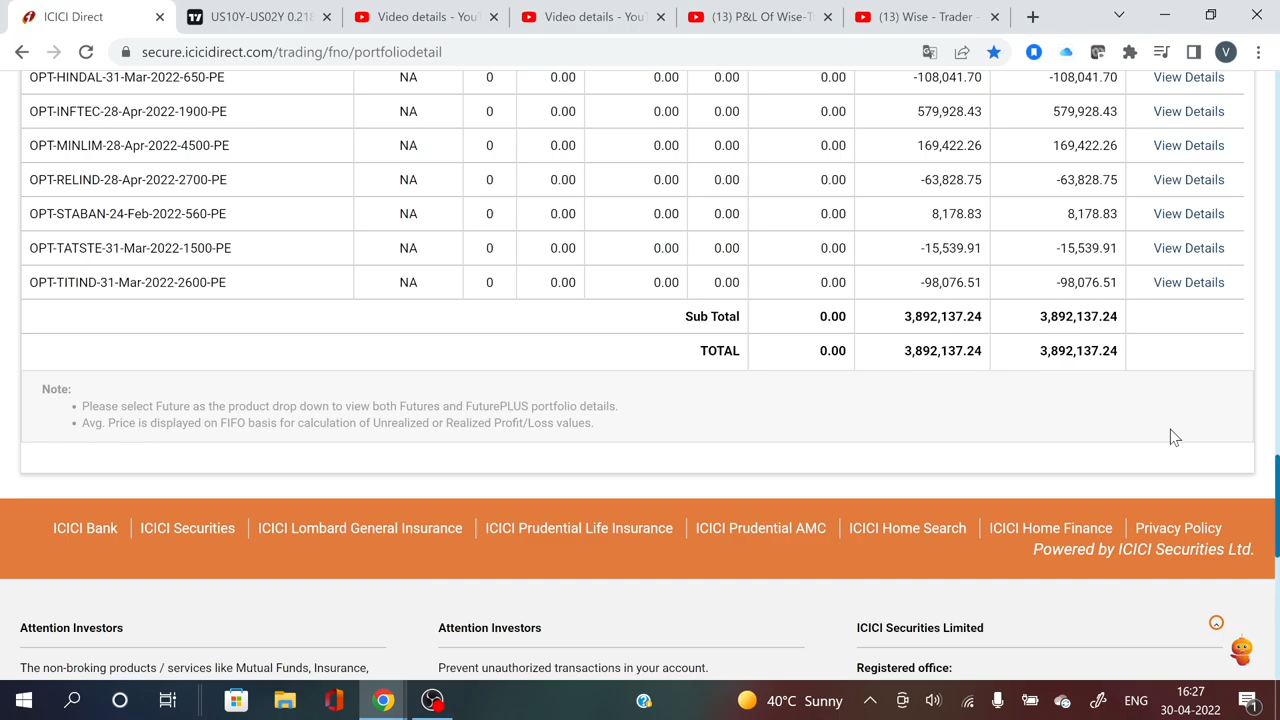 ICICI Direct
US10Y-US02Y 0.218
Video details - YouT
Video details - YouT
(13) P&L Of Wise-T
(13) Wise - Trader -
secure.icicidirect.com/trading/fno/portfoliodetail
V
OPT-HINDAL-31-Mar-2022-650-PE NA 0 0.00 0.00 0.00 0.00 -108,041.70 -108,041.70 View Details
OPT-INFTEC-28-Apr-2022-1900-PE NA 0 0.00 0.00 0.00 0.00 579,928.43 579,928.43 View Details
OPT-MINLIM-28-Apr-2022-4500-PE NA 0 0.00 0.00 0.00 0.00 169,422.26 169,422.26 View Details
OPT-RELIND-28-Apr-2022-2700-PE NA 0 0.00 0.00 0.00 0.00 -63,828.75 -63,828.75 View Details
OPT-STABAN-24-Feb-2022-560-PE NA 0 0.00 0.00 0.00 0.00 8,178.83 8,178.83 View Details
OPT-TATSTE-31-Mar-2022-1500-PE NA 0 0.00 0.00 0.00 0.00 -15,539.91 -15,539.91 View Details
OPT-TITIND-31-Mar-2022-2600-PE NA 0 0.00 0.00 0.00 0.00 -98,076.51 -98,076.51 View Details
Sub Total 0.00 3,892,137.24 3,892,137.24
TOTAL 0.00 3,892,137.24 3,892,137.24
Note:
• Please select Future as the product drop down to view both Futures and FuturePLUS portfolio details.
• Avg. Price is displayed on FIFO basis for calculation of Unrealized or Realized Profit/Loss values.
ICICI Bank ICICI Securities ICICI Lombard General Insurance ICICI Prudential Life Insurance ICICI Prudential AMC ICICI Home Search ICICI Home Finance Privacy Policy
Powered by ICICI Securities Ltd.
Attention Investors
The non-broking products / services like Mutual Funds, Insurance,
Attention Investors
Prevent unauthorized transactions in your account.
ICICI Securities Limited
Registered office:
40°C Sunny
ENG
16:27
30-04-2022
1